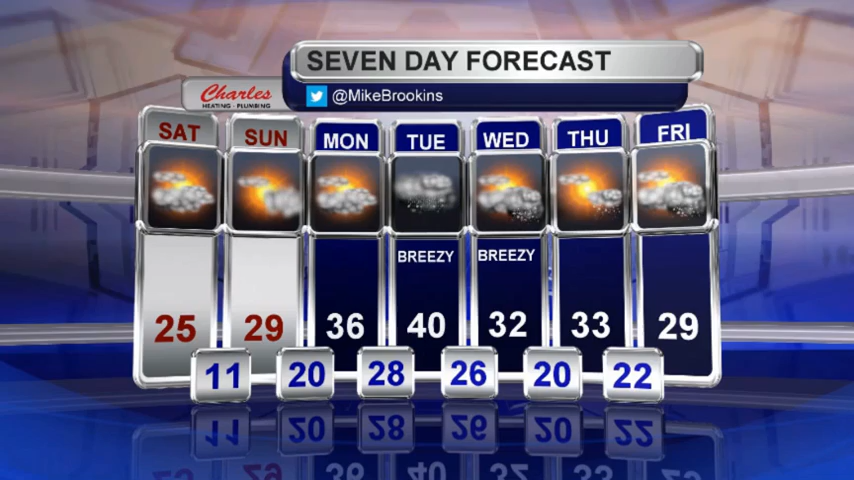 SEVEN DAY FORECAST
Charles
HEATING - PLUMBING
@MikeBrookins
SAT SUN MON TUE WED THU FRI
BREEZY BREEZY
25 29 36 40 32 33 29
11 20 28 26 20 22